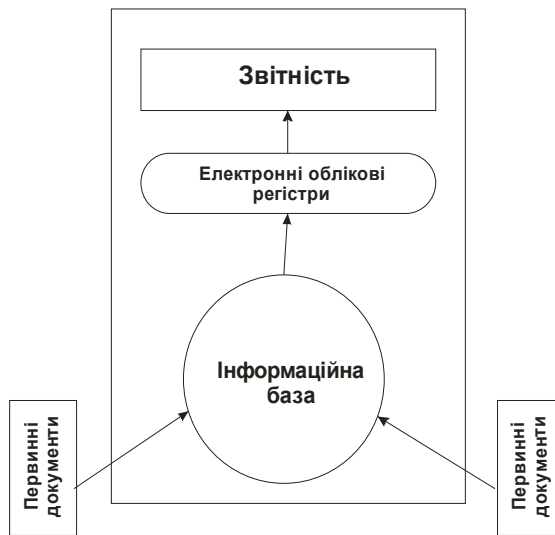 Звітність
Електронні облікові
регістри
Інформаційна
база
Первинні
документи
Первинні
документи